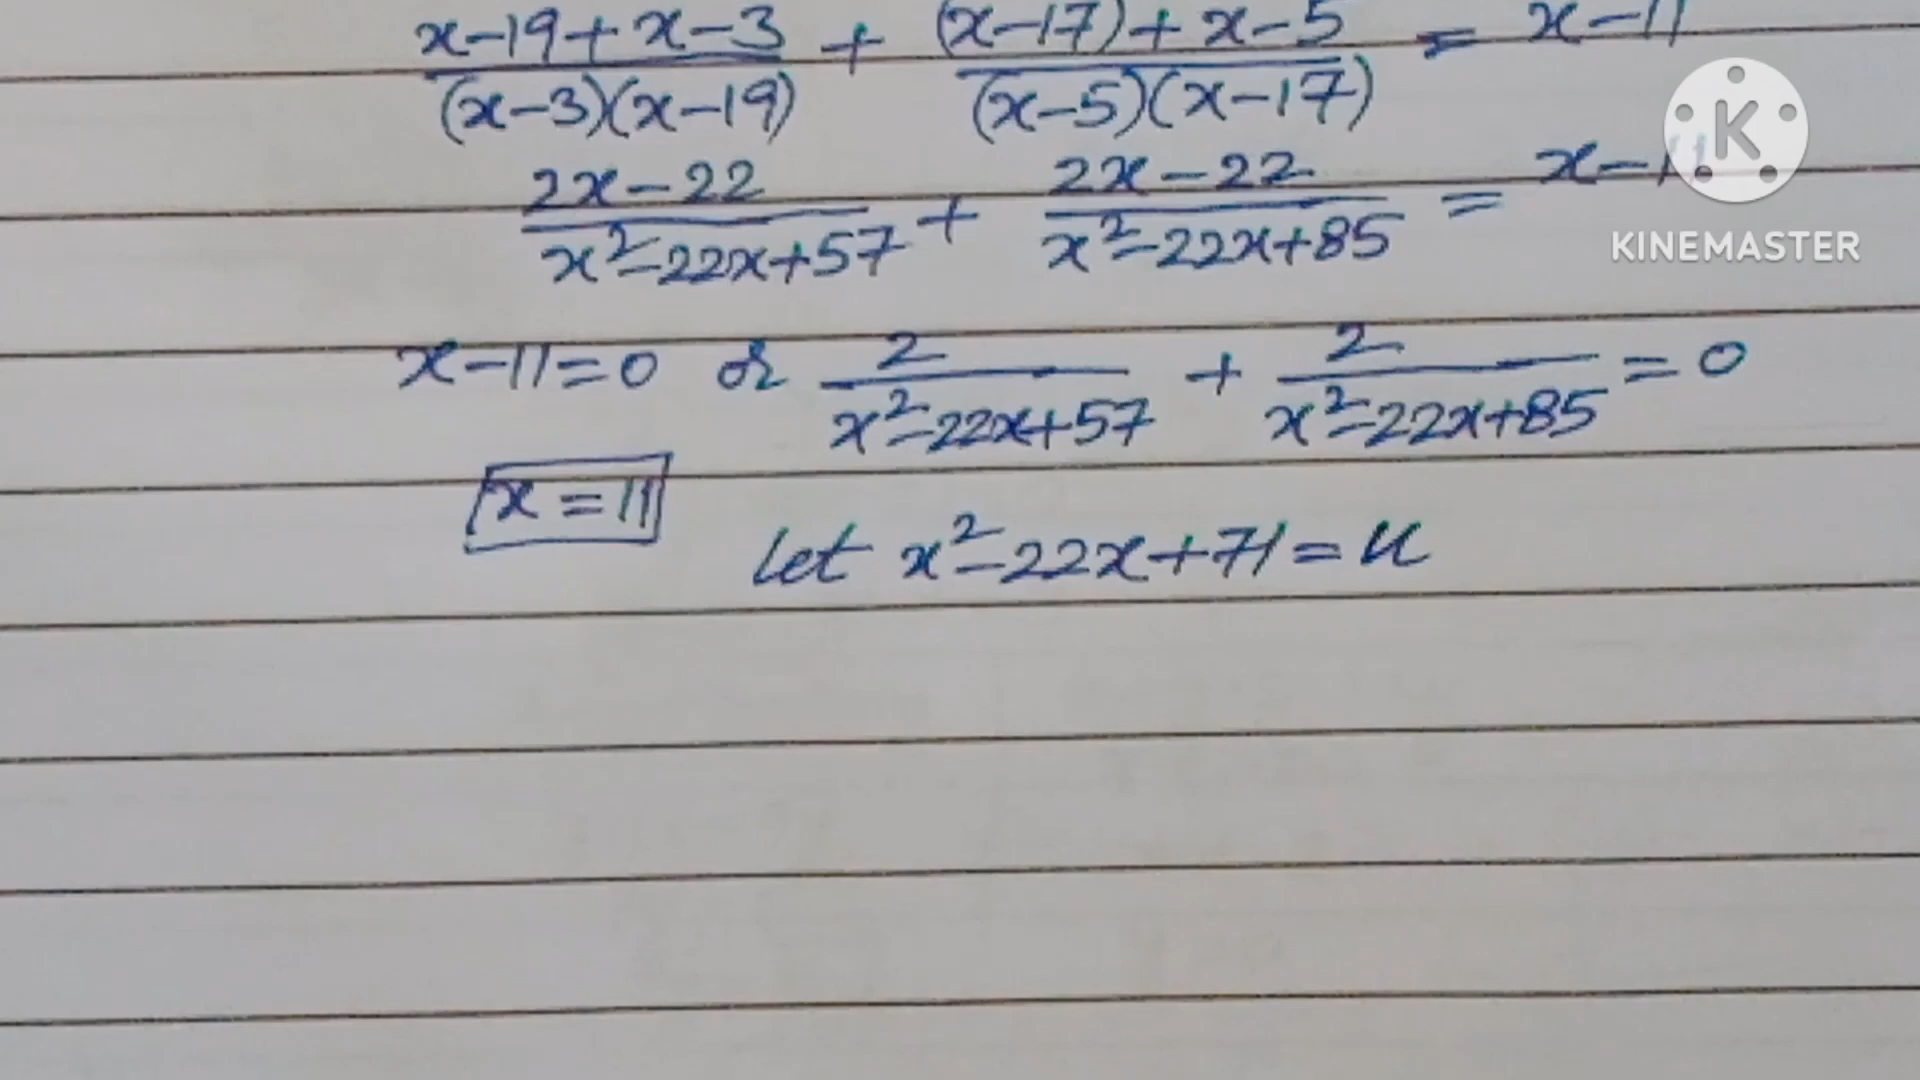 x-19+x-3/(x-3)(x-19) + (x-17)+x-5/(x-5)(x-17) = x-11
2x-22/x²-22x+57 + 2x-22/x²-22x+85 = x-11
K
KINEMASTER
x-11=0 or 2/x²-22x+57 + 2/x²-22x+85 = 0
x=11
Let x²-22x+71=u